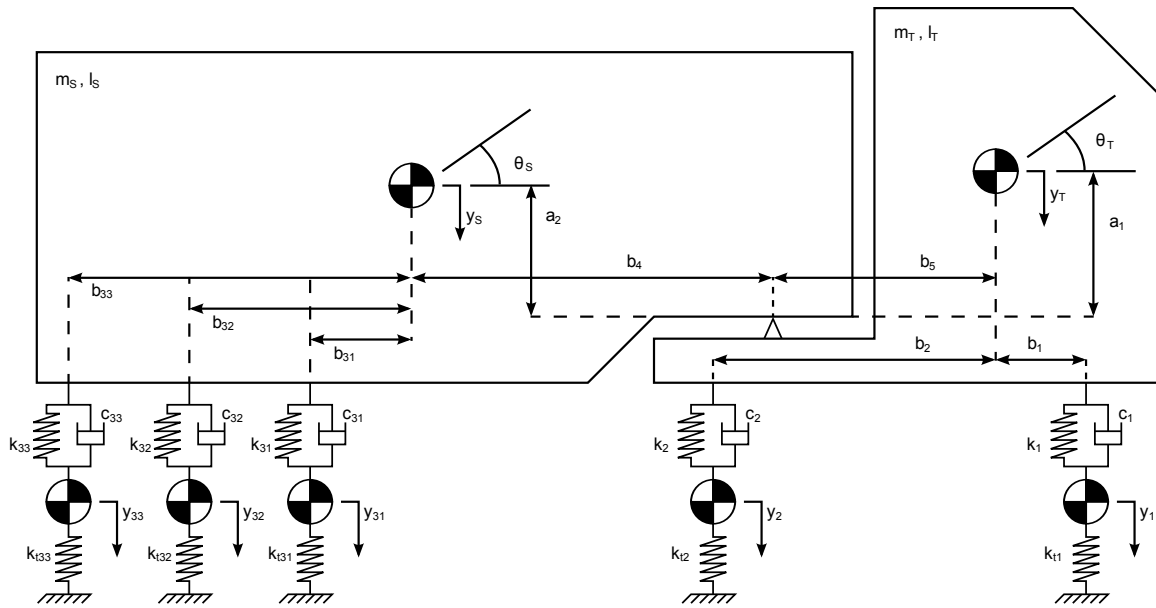 m_S , I_S
m_T , I_T
θ_S
θ_T
y_S
y_T
a_2
a_1
b_33
b_4
b_5
b_32
b_31
b_2
b_1
c_33
c_32
c_31
c_2
c_1
k_33
k_32
k_31
k_2
k_1
y_33
y_32
y_31
y_2
y_1
k_t33
k_t32
k_t31
k_t2
k_t1